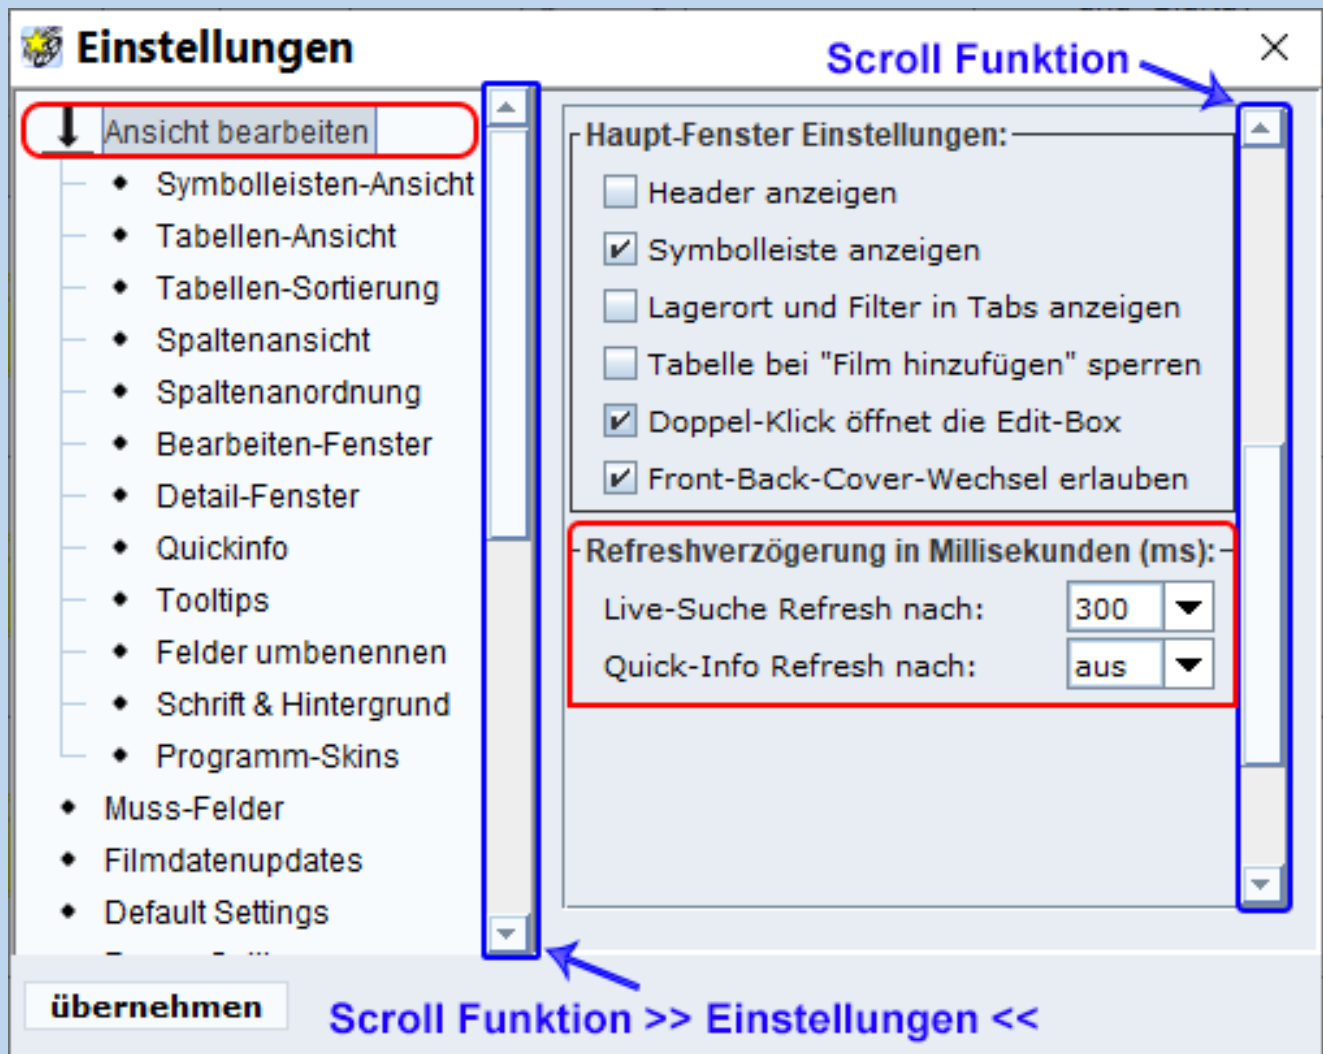 Einstellungen
Scroll Funktion
Ansicht bearbeiten
Symbolleisten-Ansicht
Tabellen-Ansicht
Tabellen-Sortierung
Spaltenansicht
Spaltenanordnung
Bearbeiten-Fenster
Detail-Fenster
Quickinfo
Tooltips
Felder umbenennen
Schrift & Hintergrund
Programm-Skins
Muss-Felder
Filmdatenupdates
Default Settings
Haupt-Fenster Einstellungen:
Header anzeigen
Symbolleiste anzeigen
Lagerort und Filter in Tabs anzeigen
Tabelle bei "Film hinzufügen" sperren
Doppel-Klick öffnet die Edit-Box
Front-Back-Cover-Wechsel erlauben
Refreshverzögerung in Millisekunden (ms):
Live-Suche Refresh nach: 300
Quick-Info Refresh nach: aus
übernehmen
Scroll Funktion >> Einstellungen <<